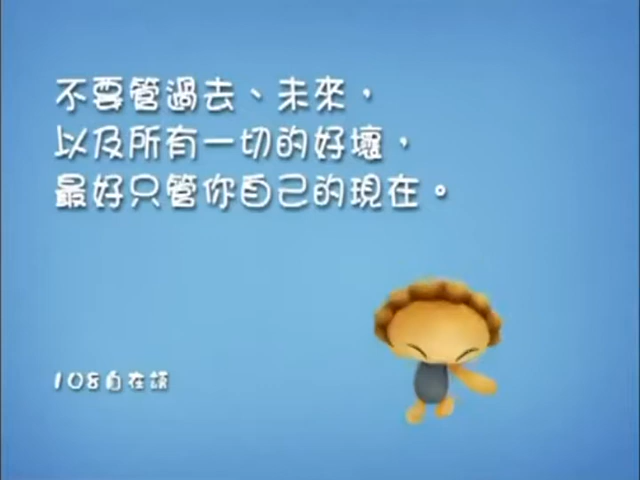 不要管過去、未來，
以及所有一切的好壞，
最好只管你自己的現在。
108自在語